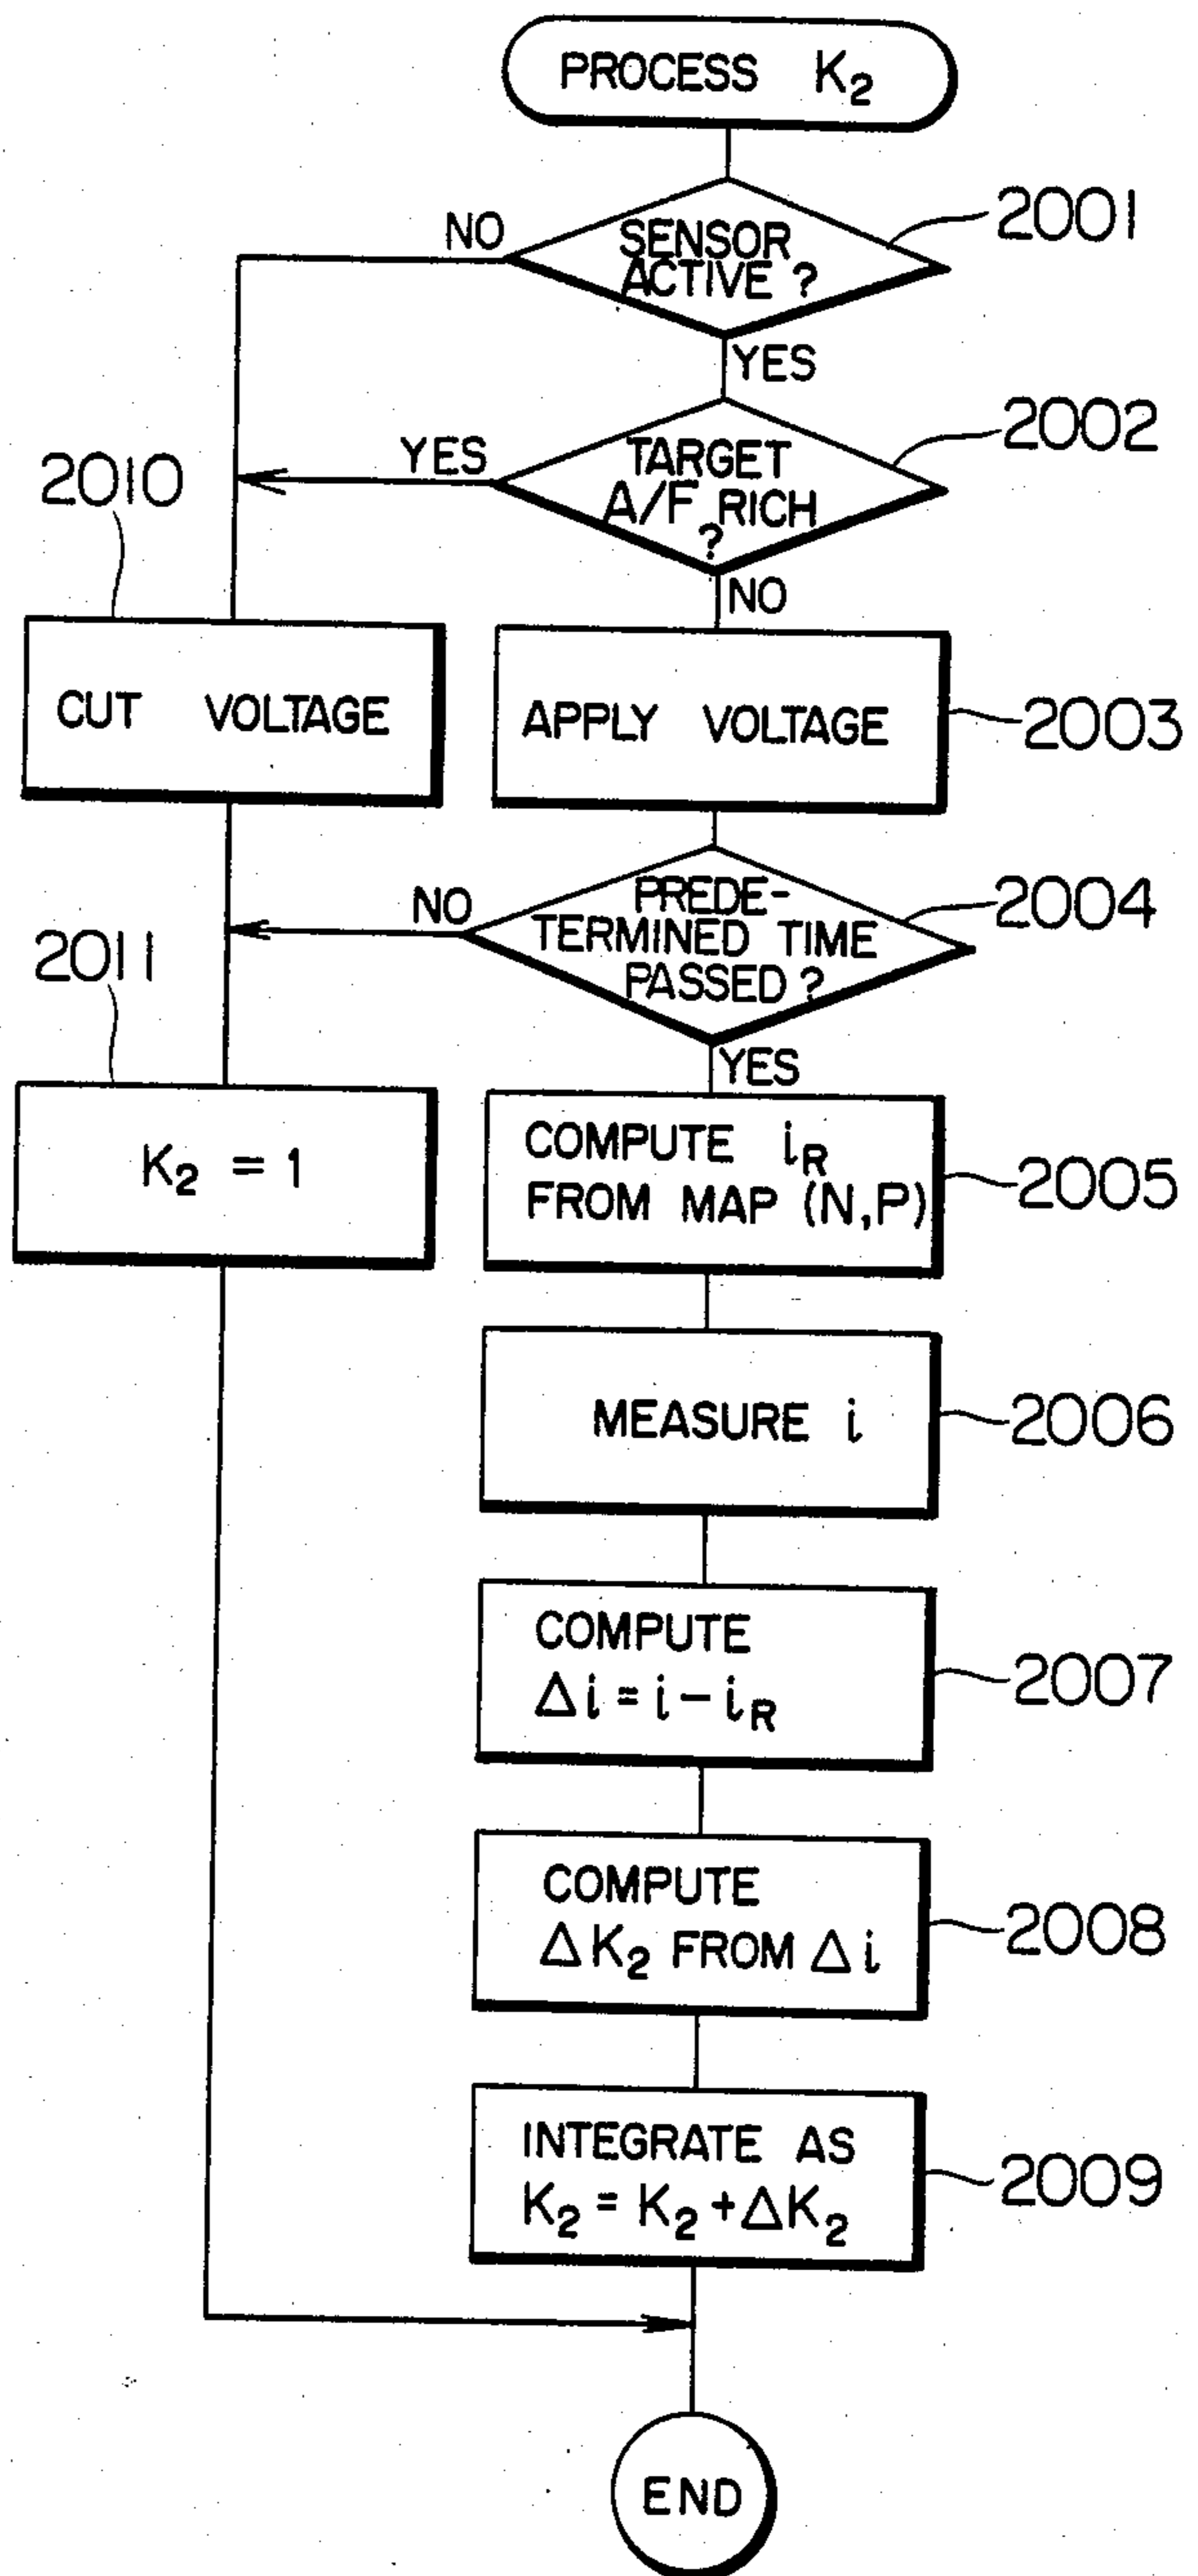 PROCESS K₂
NO
SENSOR
ACTIVE ?
2001
YES
YES
TARGET
A/F RICH
?
2002
2010
NO
CUT VOLTAGE
APPLY VOLTAGE
2003
NO
PREDE-
TERMINED TIME
PASSED ?
2004
2011
YES
K₂ = 1
COMPUTE iR
FROM MAP (N,P)
2005
MEASURE i
2006
COMPUTE
Δi = i - iR
2007
COMPUTE
ΔK₂ FROM Δi
2008
INTEGRATE AS
K₂ = K₂ + ΔK₂
2009
END